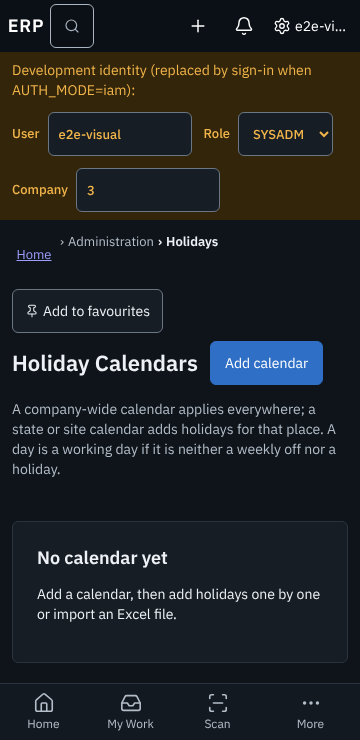 ERP
e2e-vi...
Development identity (replaced by sign-in when
AUTH_MODE=iam):
User e2e-visual Role SYSADM
Company 3
Home › Administration › Holidays
Add to favourites
Holiday Calendars Add calendar
A company-wide calendar applies everywhere; a
state or site calendar adds holidays for that place. A
day is a working day if it is neither a weekly off nor a
holiday.
No calendar yet
Add a calendar, then add holidays one by one
or import an Excel file.
Home My Work Scan More